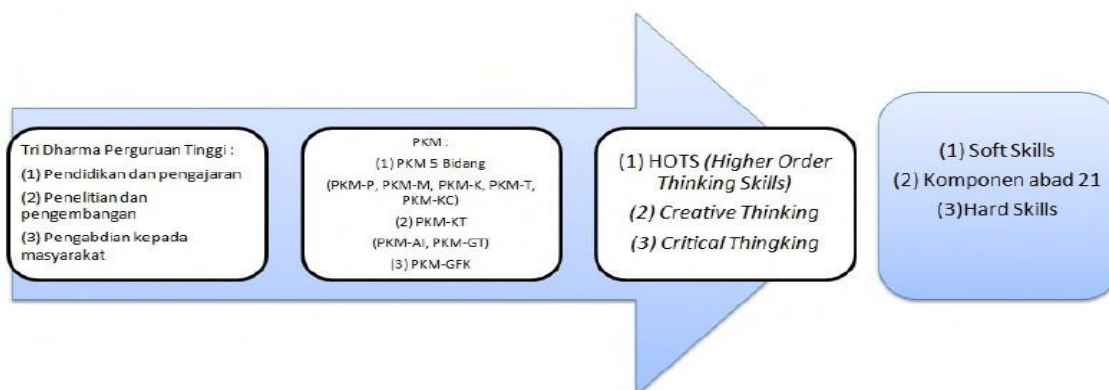 Tri Dharma Perguruan Tinggi :
(1) Pendidikan dan pengajaran
(2) Penelitian dan
pengembangan
(3) Pengabdian kepada
masyarakat
PKM :
(1) PKM 5 Bidang
(PKM-P, PKM-M, PKM-K, PKM-T,
PKM-KC)
(2) PKM-KT
(PKM-AI, PKM-GT)
(3) PKM-GFK
(1) HOTS (Higher Order
Thinking Skills)
(2) Creative Thinking
(3) Critical Thingking
(1) Soft Skills
(2) Komponen abad 21
(3)Hard Skills